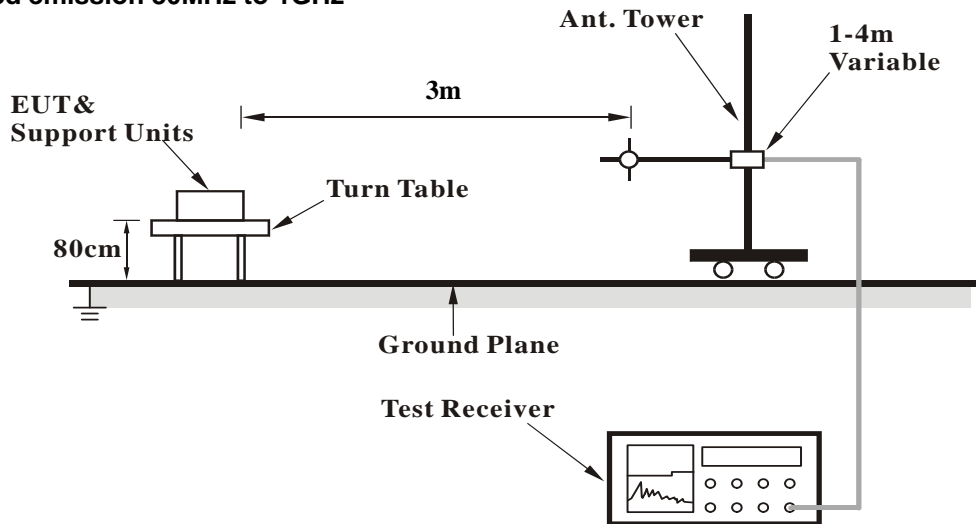 emission 30MHz to 1GHz
Ant. Tower
1-4m
Variable
3m
EUT&
Support Units
Turn Table
80cm
Ground Plane
Test Receiver